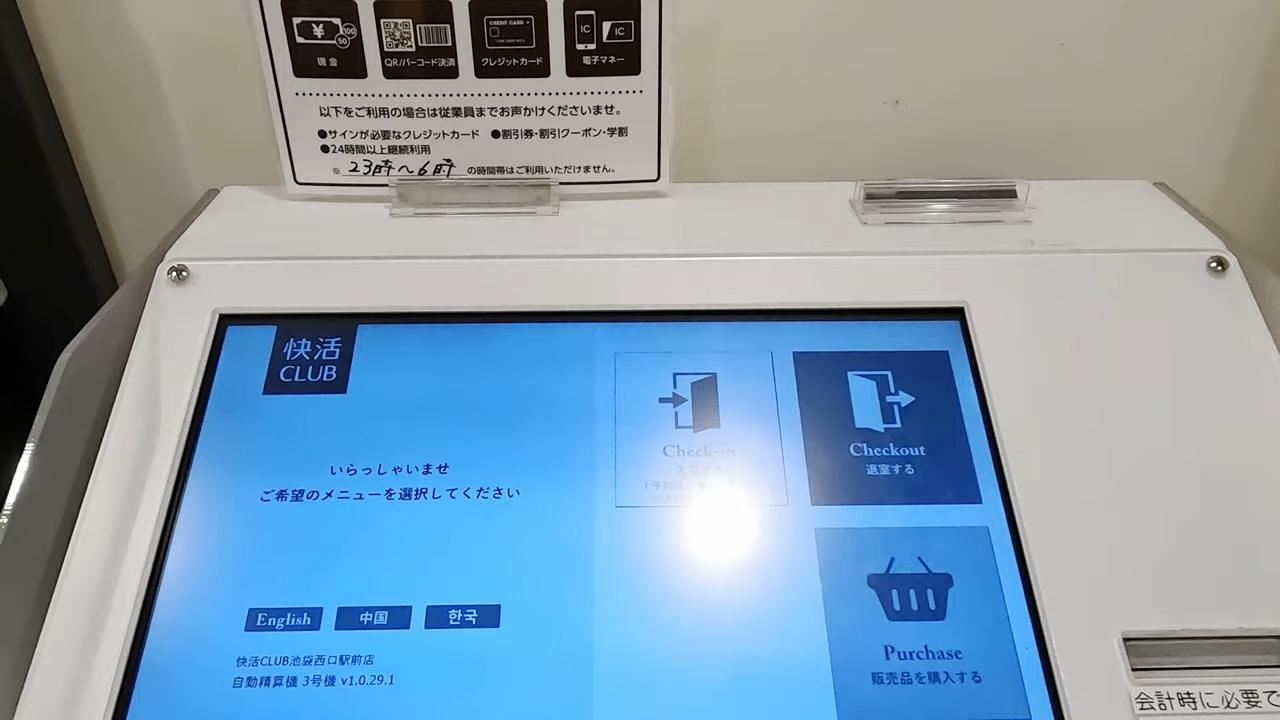 ¥
100
50
現金
QR/バーコード決済
CREDIT CARD
クレジットカード
IC
IC
電子マネー
以下をご利用の場合は従業員までお声かけくださいませ。
●サインが必要なクレジットカード ●割引券・割引クーポン・学割
●24時間以上継続利用
※ 23時～6時 の時間帯はご利用いただけません。
快活
CLUB
いらっしゃいませ
ご希望のメニューを選択してください
English
中国
한국
快活CLUB池袋西口駅前店
自動精算機 3号機 v1.0.29.1
Check-in
入室する
Checkout
退室する
Purchase
販売品を購入する
会計時に必要で